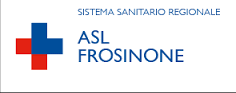 SISTEMA SANITARIO REGIONALE
ASL
FROSINONE